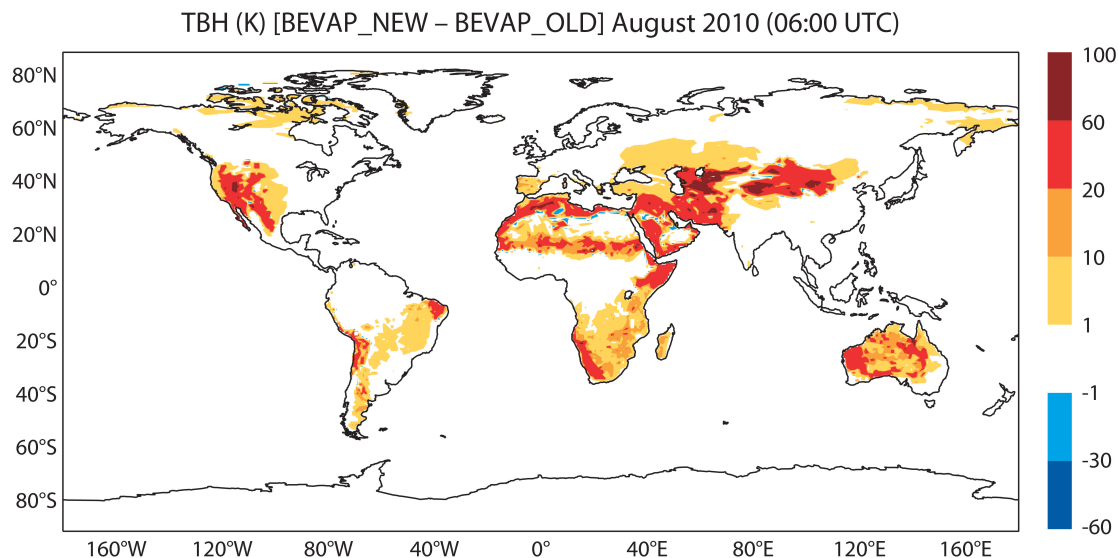 TBH (K) [BEVAP_NEW – BEVAP_OLD] August 2010 (06:00 UTC)
80°N
60°N
40°N
20°N
0°
20°S
40°S
60°S
80°S
160°W
120°W
80°W
40°W
0°
40°E
80°E
120°E
160°E
100
60
20
10
1
-1
-30
-60